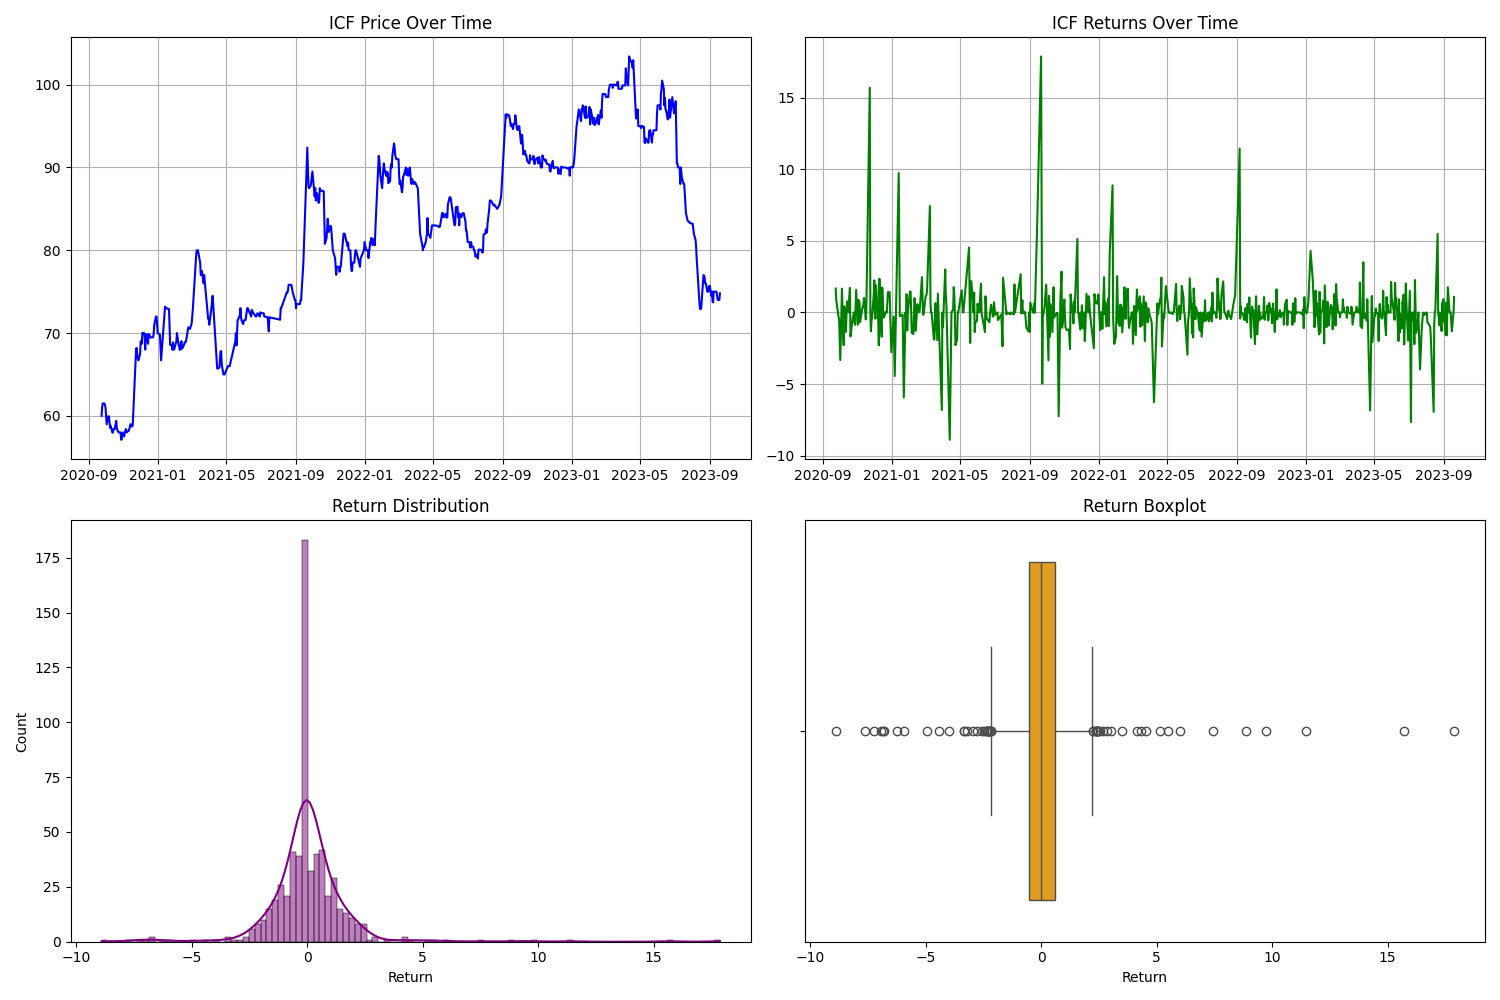 ICF Price Over Time
100
90
80
70
60
2020-09 2021-01 2021-05 2021-09 2022-01 2022-05 2022-09 2023-01 2023-05 2023-09
ICF Returns Over Time
15
10
5
0
−5
−10
2020-09 2021-01 2021-05 2021-09 2022-01 2022-05 2022-09 2023-01 2023-05 2023-09
Return Distribution
Count
175
150
125
100
75
50
25
0
−10 −5 0 5 10 15
Return
Return Boxplot
−10 −5 0 5 10 15
Return